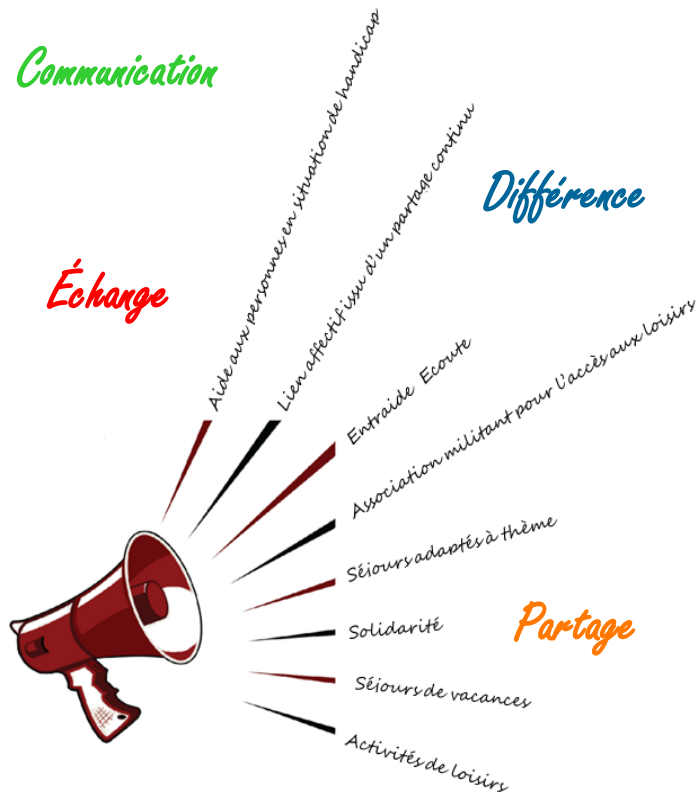 Communication
Différence
Échange
Aide aux personnes en situation de handicap
Lien affectif issu d'un partage continu
Entraide Ecoute
Association militant pour l'accès aux loisirs
Séjours adaptés à thème
Solidarité
Partage
Séjours de vacances
Activités de loisirs